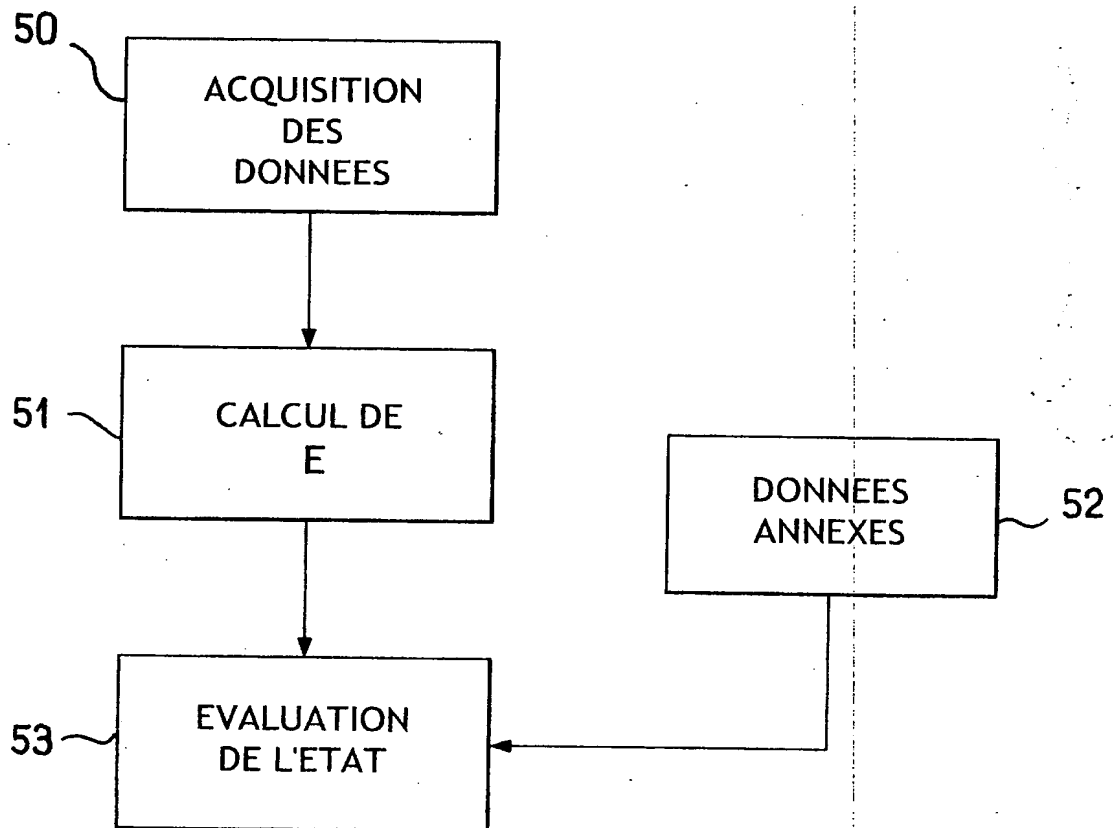 50
ACQUISITION
DES
DONNEES
51
CALCUL DE
E
DONNEES
ANNEXES
52
53
EVALUATION
DE L'ETAT